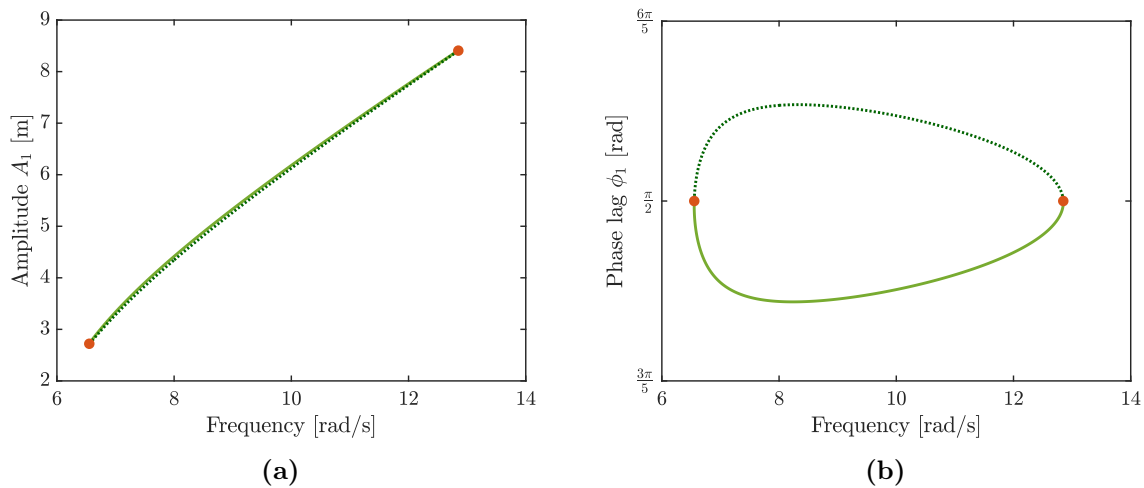 9
8
7
6
5
4
3
2
6
8
10
12
14
Amplitude A₁ [m]
Frequency [rad/s]
(a)
6π/5
π/2
3π/5
6
8
10
12
14
Phase lag ϕ₁ [rad]
Frequency [rad/s]
(b)